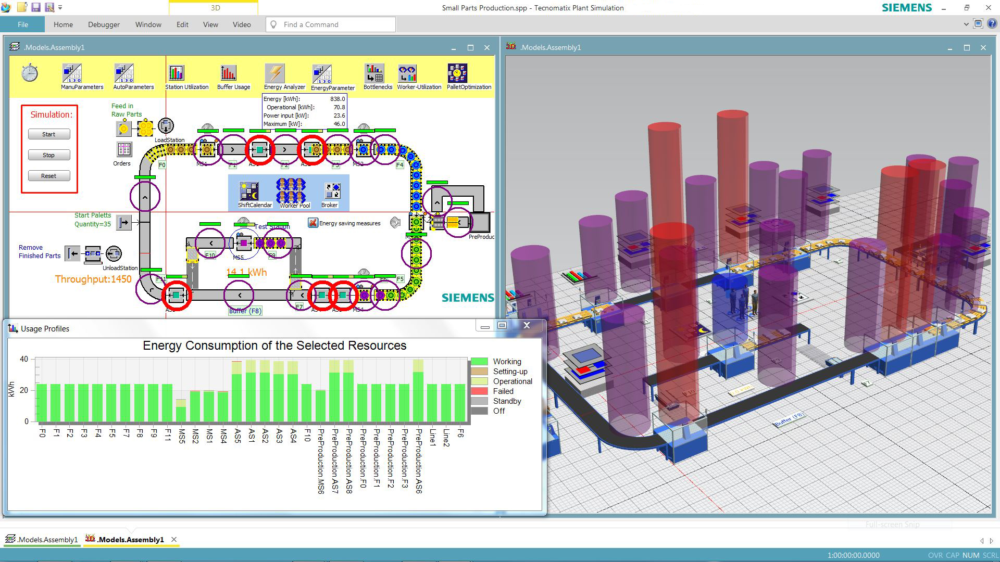 3D
Small Parts Production.spp - Tecnomatix Plant Simulation
SIEMENS
File
Home
Debugger
Window
Edit
View
Video
Find a Command
.Models.Assembly1
ManuParameters
AutoParameters
Station Utilization
Buffer Usage
Energy Analyzer
EnergyParameter
Bottlenecks
Worker-Utilization
PalletOptimization
Energy [kWh]: 838.0
Operational [kWh]: 70.8
Power input [kW]: 23.6
Maximum [kW]: 46.0
Simulation:
Start
Stop
Reset
Feed in
Raw Parts
LoadStation
Orders
F0
MS1
F1
F2
F3
MS2
F4
ShiftCalendar
Worker Pool
Broker
Start Paletts
Quantity=35
Energy saving measures
Test Station
PreProduc
Remove
Finished Parts
UnloadStation
F10
MS5
F9
14.1 kWh
Throughput:1450
F11
F6
F5
F7
MS4
Buffer (F8)
SIEMENS
.Models.Assembly1
F10
F7
Buffer (F8)
Usage Profiles
Energy Consumption of the Selected Resources
kWh
40
20
0
F0
F1
F2
F3
F4
F5
F7
F8
F9
F11
MS5
MS2
MS1
MS4
AS5
AS1
AS2
AS3
AS4
F10
PreProduction.MS6
PreProduction.AS7
PreProduction.AS8
PreProduction.F0
PreProduction.F1
PreProduction.F2
PreProduction.F3
PreProduction.AS6
Line1
Line2
F6
Working
Setting-up
Operational
Failed
Standby
Off
Full-screen Snip
.Models.Assembly1
.Models.Assembly1
1:00:00:00.0000
OVR CAP NUM SCRL